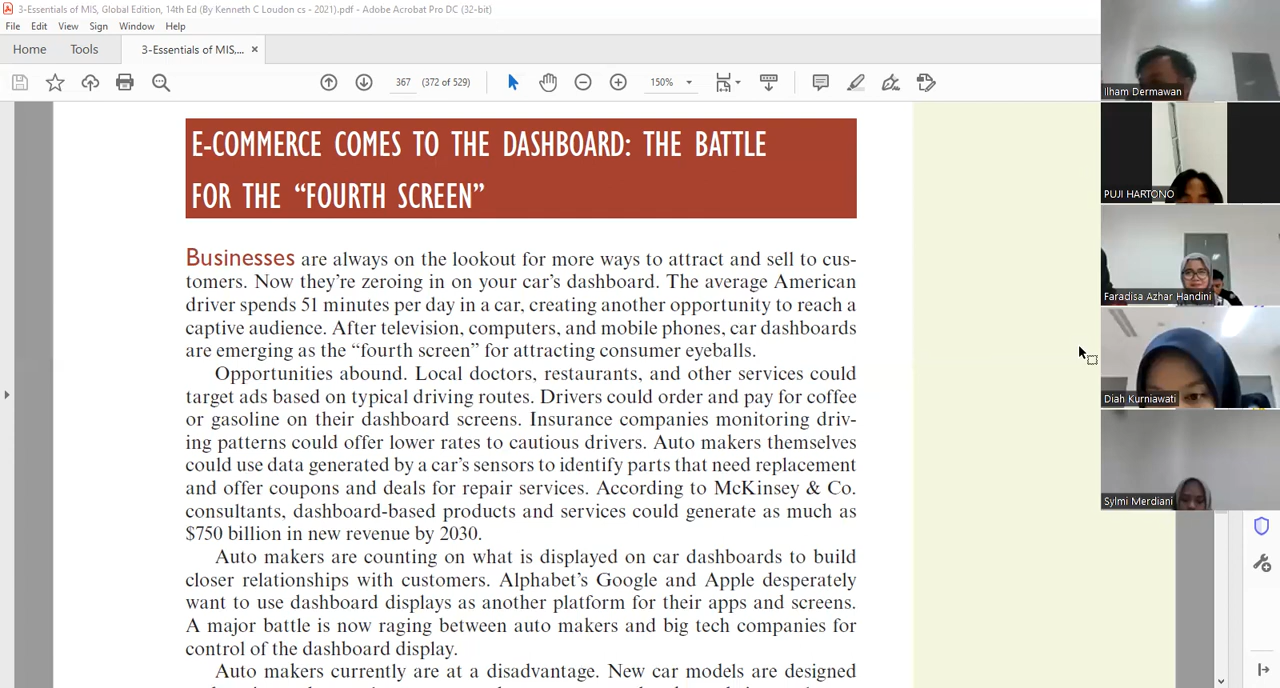 3-Essentials of MIS, Global Edition, 14th Ed (By Kenneth C Loudon cs - 2021).pdf - Adobe Acrobat Pro DC (32-bit)
File Edit View Sign Window Help
Home Tools 3-Essentials of MIS,... ×
367 (372 of 529) 150%
E-COMMERCE COMES TO THE DASHBOARD: THE BATTLE
FOR THE “FOURTH SCREEN”
Businesses are always on the lookout for more ways to attract and sell to cus-
tomers. Now they’re zeroing in on your car’s dashboard. The average American
driver spends 51 minutes per day in a car, creating another opportunity to reach a
captive audience. After television, computers, and mobile phones, car dashboards
are emerging as the “fourth screen” for attracting consumer eyeballs.
Opportunities abound. Local doctors, restaurants, and other services could
target ads based on typical driving routes. Drivers could order and pay for coffee
or gasoline on their dashboard screens. Insurance companies monitoring driv-
ing patterns could offer lower rates to cautious drivers. Auto makers themselves
could use data generated by a car’s sensors to identify parts that need replacement
and offer coupons and deals for repair services. According to McKinsey & Co.
consultants, dashboard-based products and services could generate as much as
$750 billion in new revenue by 2030.
Auto makers are counting on what is displayed on car dashboards to build
closer relationships with customers. Alphabet’s Google and Apple desperately
want to use dashboard displays as another platform for their apps and screens.
A major battle is now raging between auto makers and big tech companies for
control of the dashboard display.
Auto makers currently are at a disadvantage. New car models are designed
Ilham Dermawan
PUJI HARTONO
Faradisa Azhar Handini
Diah Kurniawati
Sylmi Merdiani